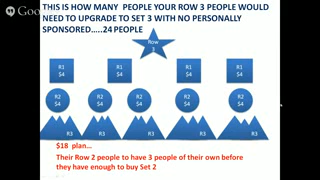 Goo
THIS IS HOW MANY PEOPLE YOUR ROW 3 PEOPLE WOULD
NEED TO UPGRADE TO SET 3 WITH NO PERSONALLY
SPONSORED.....24 PEOPLE
Row
3
R1 R1 R1 R1
$4 $4 $4 $4
R2 R2 R2 R2 R2
$4 $4 $4 $4 $4
R3 R3 R3 R3 R3
$18 plan...
Their Row 2 people to have 3 people of their own before
they have enough to buy Set 2